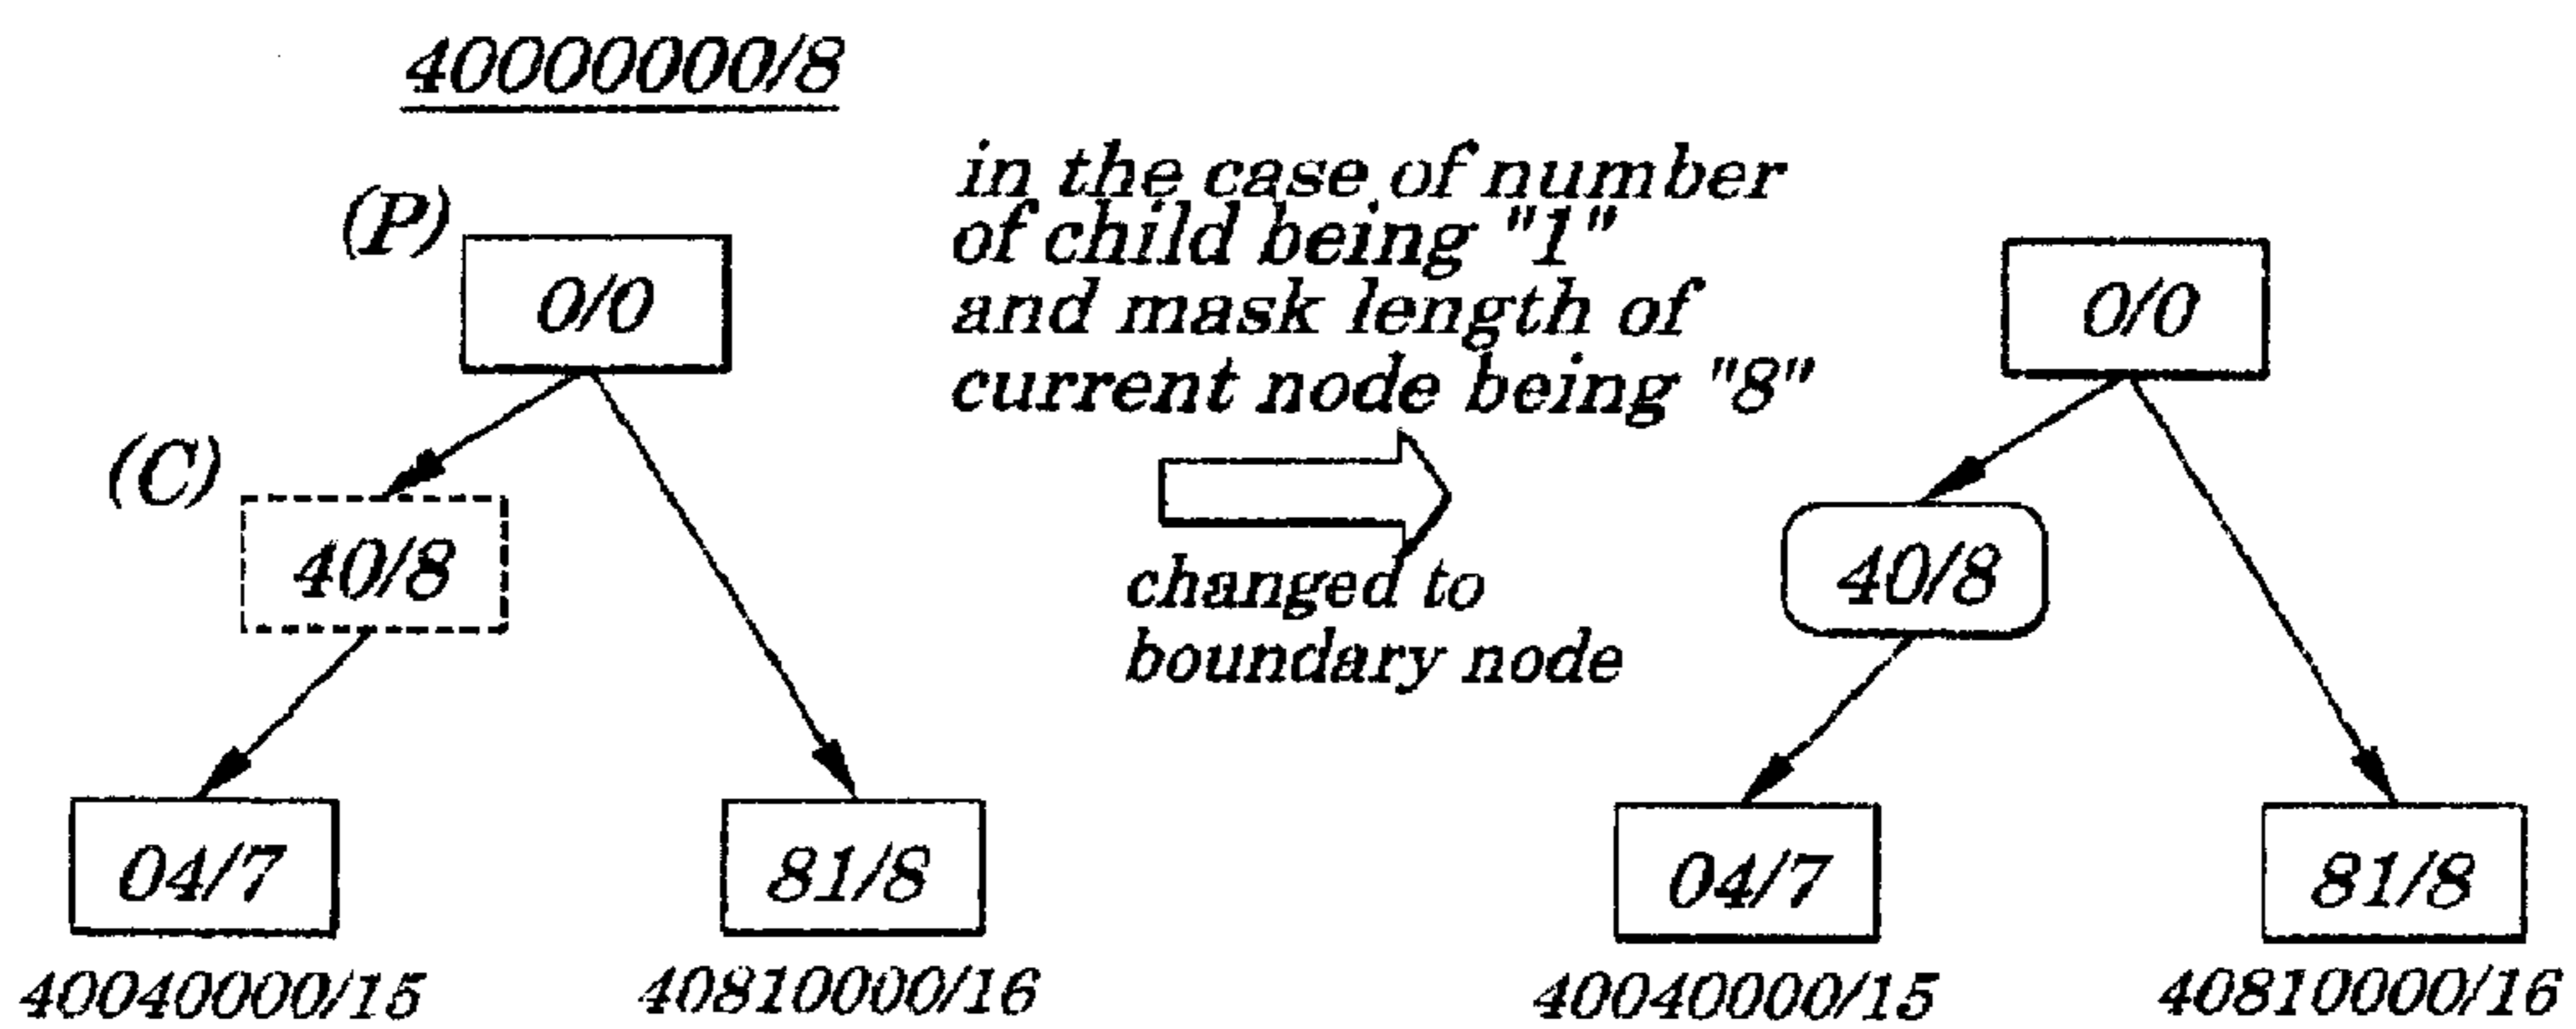 40000000/8
(P)
0/0
(C)
40/8
04/7
81/8
40040000/15
40810000/16
in the case of number
of child being "1"
and mask length of
current node being "8"
changed to
boundary node
0/0
40/8
04/7
81/8
40040000/15
40810000/16